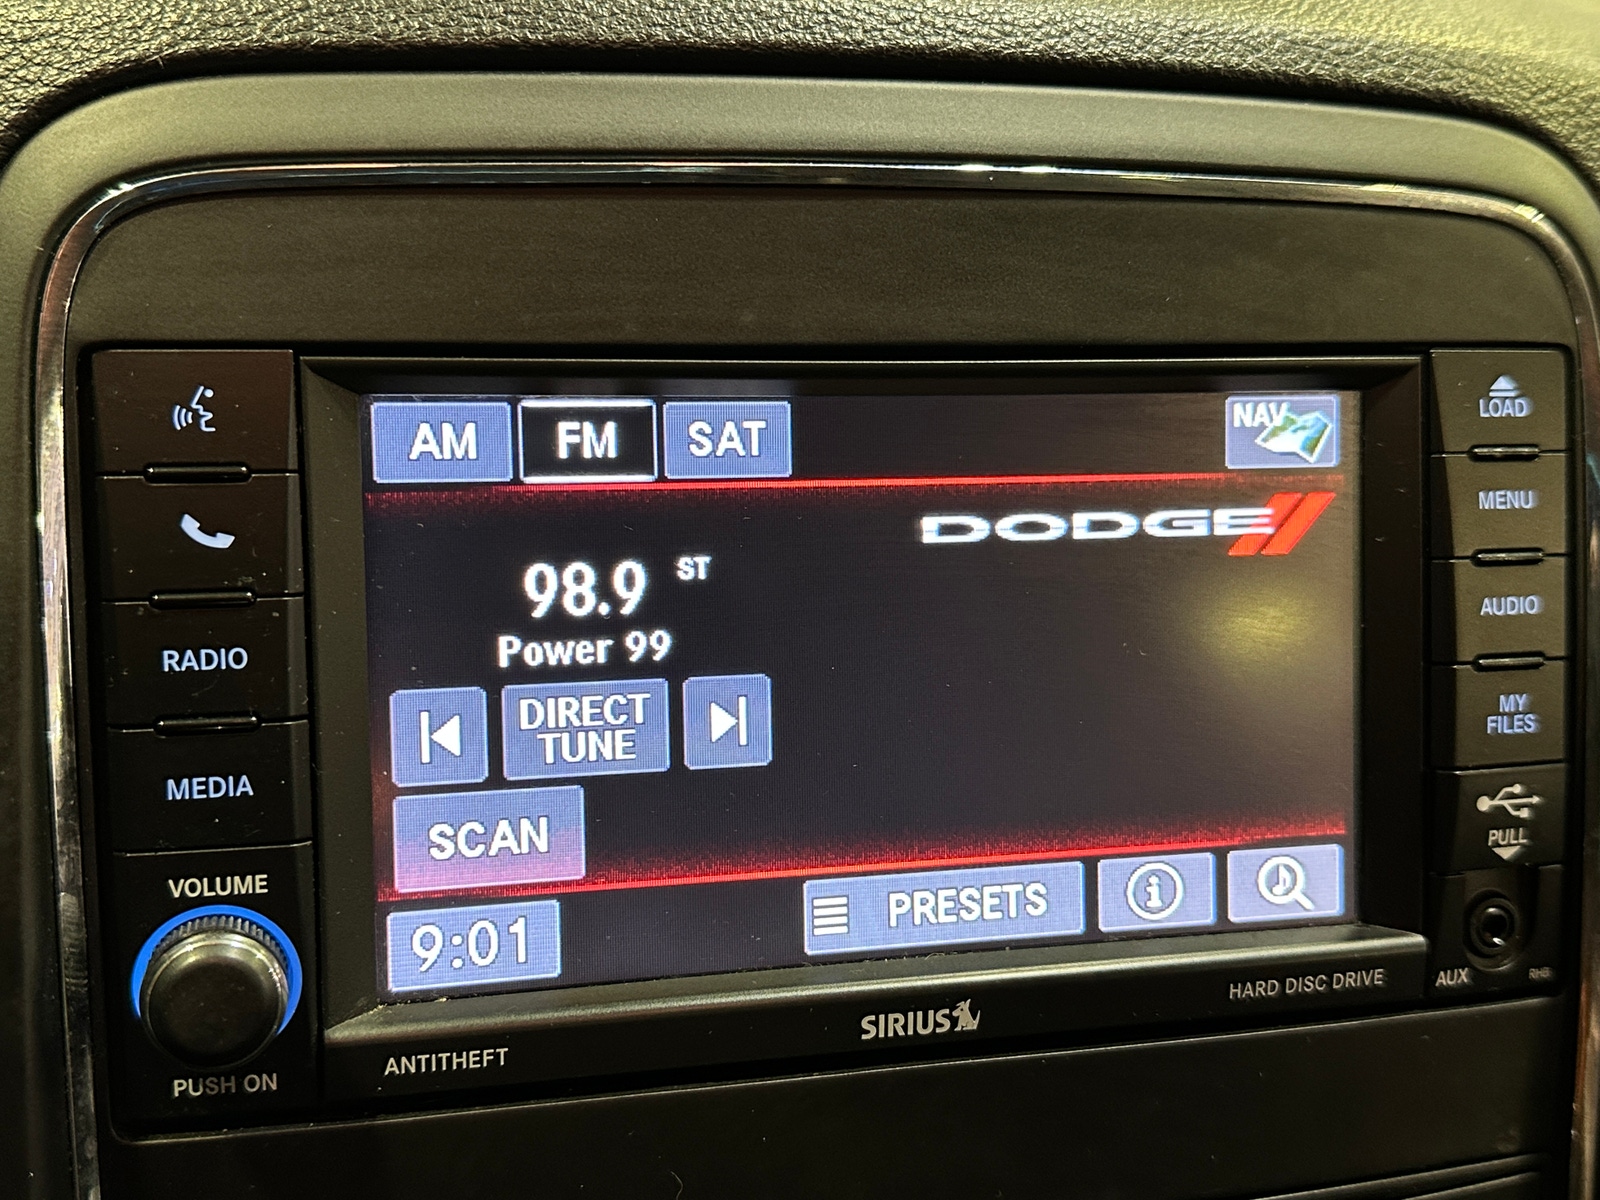 AM FM SAT NAV
DODGE
98.9 ST
Power 99
DIRECT
TUNE
SCAN
9:01 PRESETS
RADIO
MEDIA
VOLUME
PUSH ON
LOAD
MENU
AUDIO
MY
FILES
PULL
AUX RHB
HARD DISC DRIVE
SIRIUS
ANTITHEFT